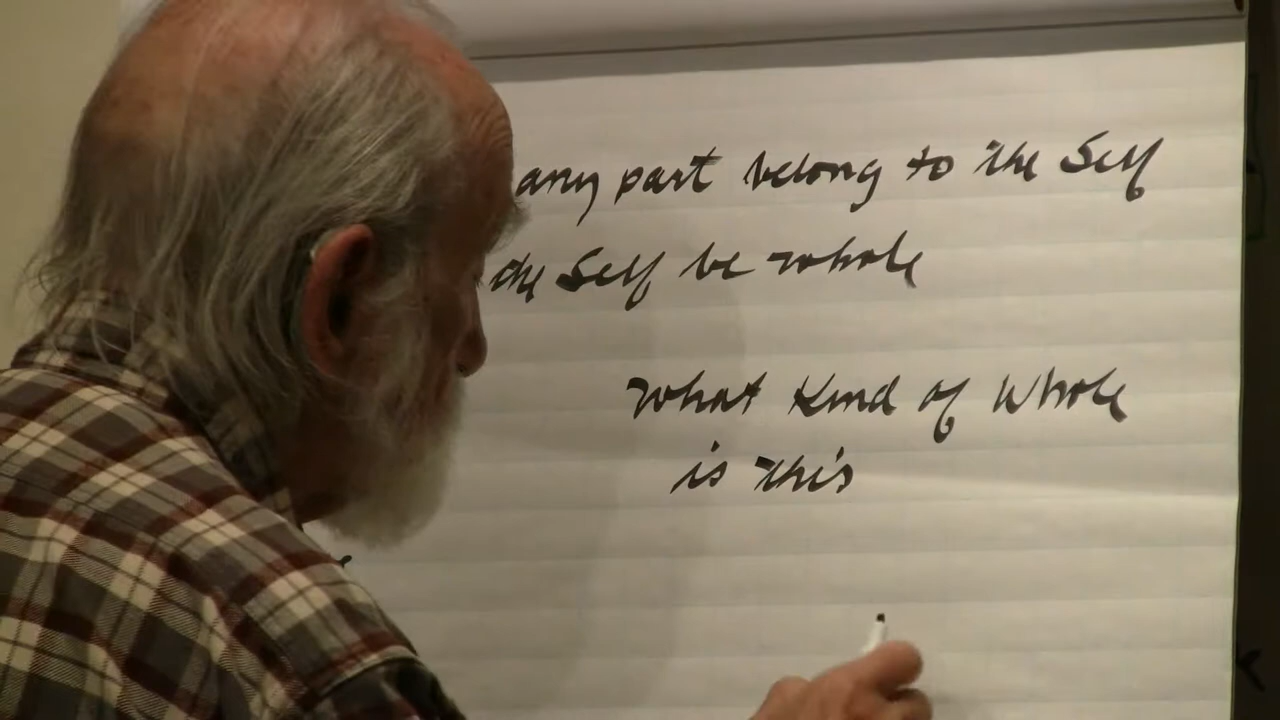 any part belong to the Self
the Self be whole
what Kind of Whole
is this